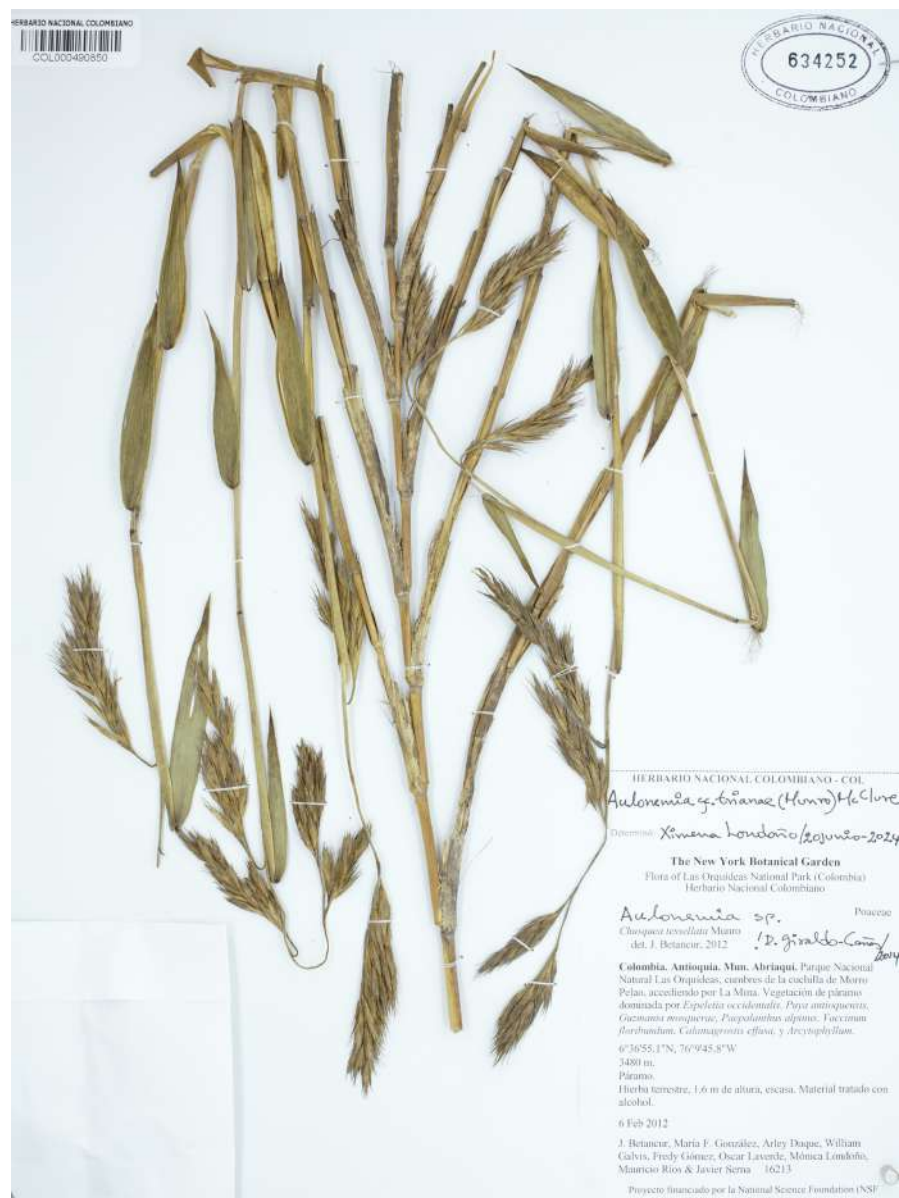 HERBARIO NACIONAL COLOMBIANO
COL000490850
HERBARIO NACIONAL
634252
COLOMBIANO
HERBARIO NACIONAL COLOMBIANO - COL
Aulonemia cf. trianae (Munro) McClure
Determinó: Ximena Londoño/20junio-2024
The New York Botanical Garden
Flora of Las Orquídeas National Park (Colombia)
Herbario Nacional Colombiano
Aulonemia sp. Poaceae
Chusquea tessellata Munro
det. J. Betancur, 2012 !D. Giraldo-Cañas/
2014
Colombia. Antioquia. Mun. Abriaquí. Parque Nacional
Natural Las Orquídeas, cumbres de la cuchilla de Morro
Pelao, accediendo por La Mina. Vegetación de páramo
dominada por Espeletia occidentalis, Puya antioquensis,
Guzmania mosquerae, Paepalanthus alpinus, Vaccinum
floribundum, Calamagrostis effusa, y Arcytophyllum.
6°36'55.1"N, 76°9'45.8"W
3480 m.
Páramo.
Hierba terrestre, 1,6 m de altura, escasa. Material tratado con
alcohol.
6 Feb 2012
J. Betancur, María F. González, Arley Duque, William
Galvis, Fredy Gómez, Oscar Laverde, Mónica Londoño,
Mauricio Ríos & Javier Serna 16213
Proyecto financiado por la National Science Foundation (NSF